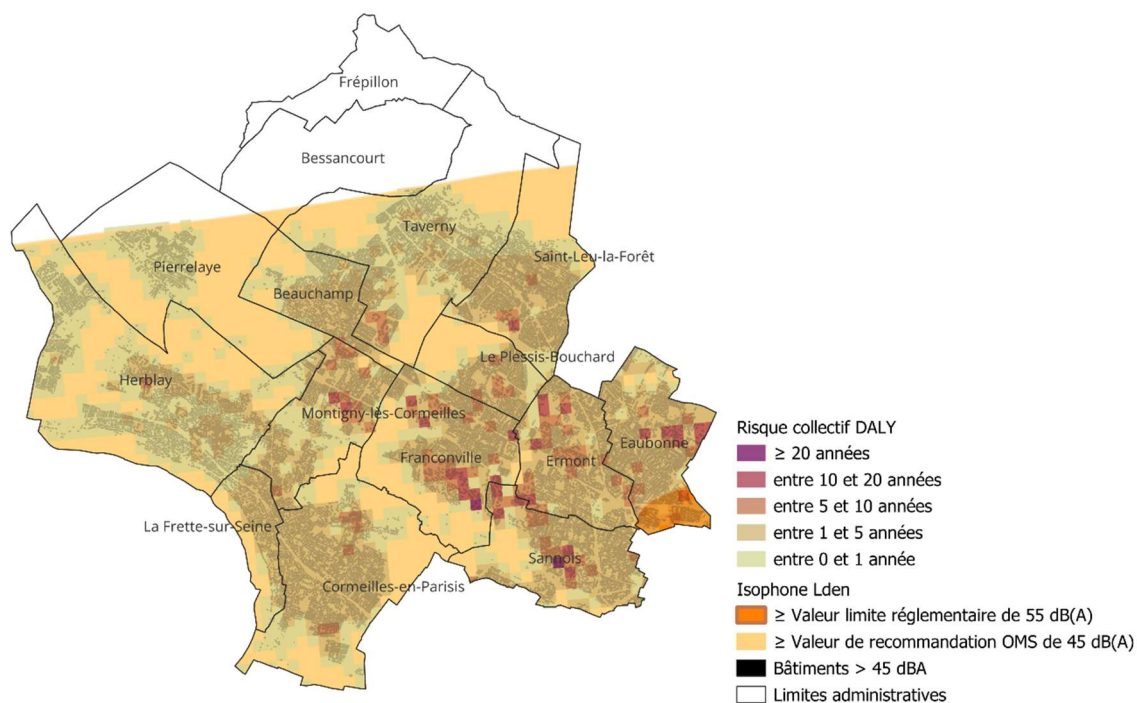 Frépillon
Bessancourt
Taverny
Saint-Leu-la-Forêt
Pierrelaye
Beauchamp
Le Plessis-Bouchard
Herblay
Montigny-lès-Cormeilles
Eaubonne
Franconville
Ermont
La Frette-sur-Seine
Sannois
Cormeilles-en-Parisis
Risque collectif DALY
≥ 20 années
entre 10 et 20 années
entre 5 et 10 années
entre 1 et 5 années
entre 0 et 1 année
Isophone Lden
≥ Valeur limite réglementaire de 55 dB(A)
≥ Valeur de recommandation OMS de 45 dB(A)
Bâtiments > 45 dBA
Limites administratives